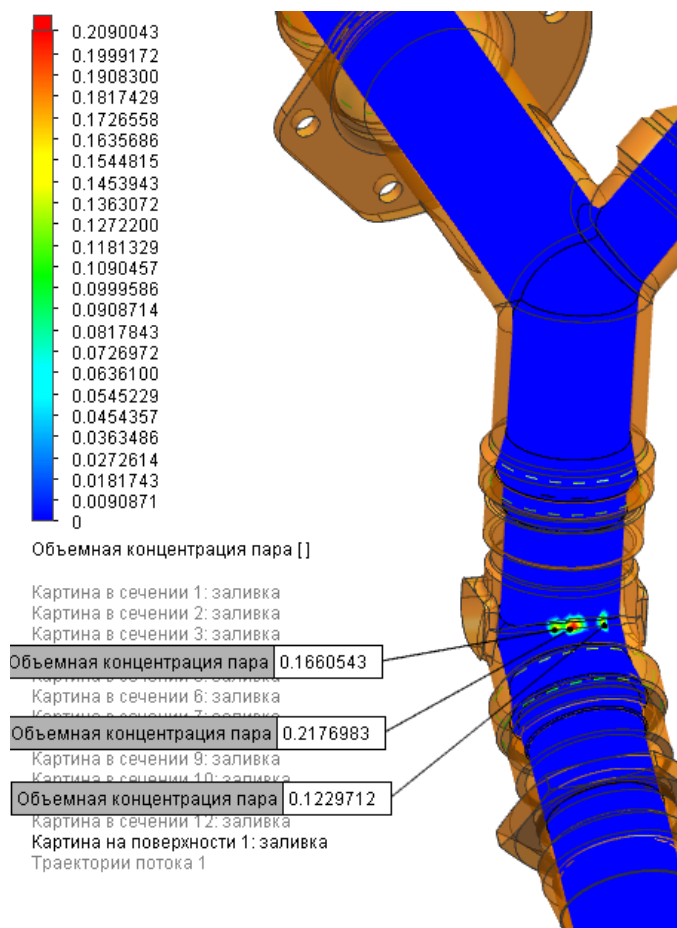 0.2090043
0.1999172
0.1908300
0.1817429
0.1726558
0.1635686
0.1544815
0.1453943
0.1363072
0.1272200
0.1181329
0.1090457
0.0999586
0.0908714
0.0817843
0.0726972
0.0636100
0.0545229
0.0454357
0.0363486
0.0272614
0.0181743
0.0090871
0
Объемная концентрация пара [ ]
Картина в сечении 1: заливка
Картина в сечении 2: заливка
Картина в сечении 3: заливка
Объемная концентрация пара 0.1660543
Картина в сечении 6: заливка
Объемная концентрация пара 0.2176983
Картина в сечении 9: заливка
Картина в сечении 10: заливка
Объемная концентрация пара 0.1229712
Картина в сечении 12: заливка
Картина на поверхности 1: заливка
Траектории потока 1